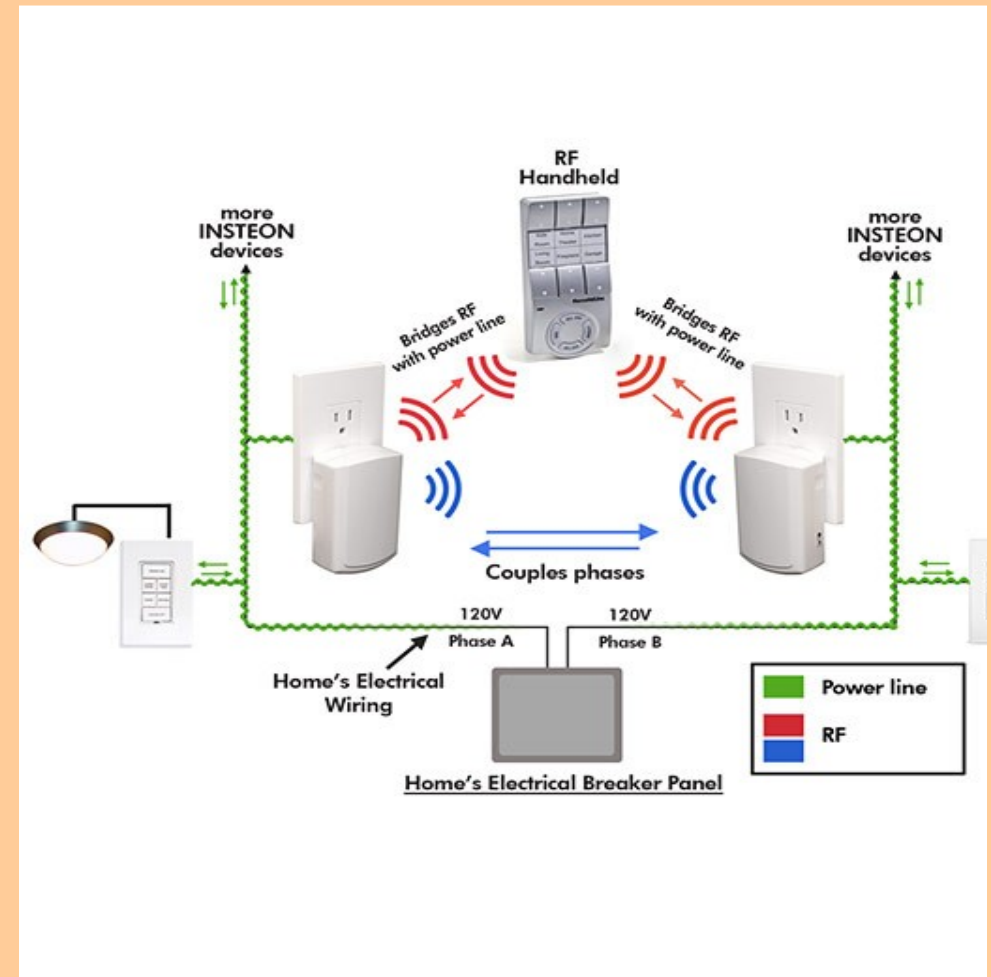 RF
Handheld
more
INSTEON
devices
more
INSTEON
devices
Bridges RF
with power line
Bridges RF
with power line
Couples phases
120V
120V
Phase A
Phase B
Home's Electrical
Wiring
Power line
RF
Home's Electrical Breaker Panel